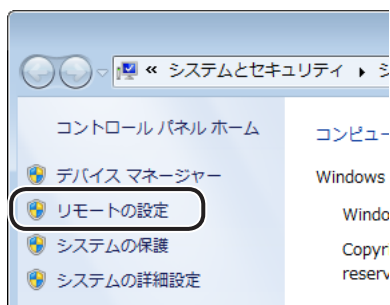 « システムとセキュリティ ▸
コントロール パネル ホーム
デバイス マネージャー
リモートの設定
システムの保護
システムの詳細設定
コンピュー
Windows
Windo
Copyri
reserv